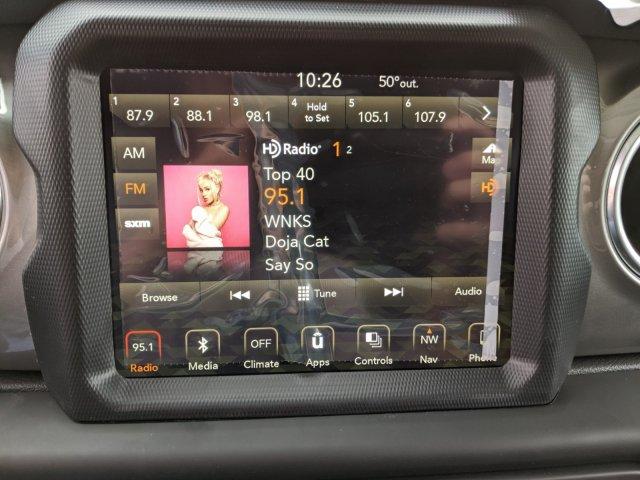 10:26 50°out.
1 87.9 2 88.1 3 98.1 4 Hold to Set 5 105.1 6 107.9
AM HD Radio 1 2
Top 40
FM 95.1 HD
WNKS
sxm Doja Cat
Say So
Browse Tune Audio
95.1 OFF NW
Radio Media Climate Apps Controls Nav